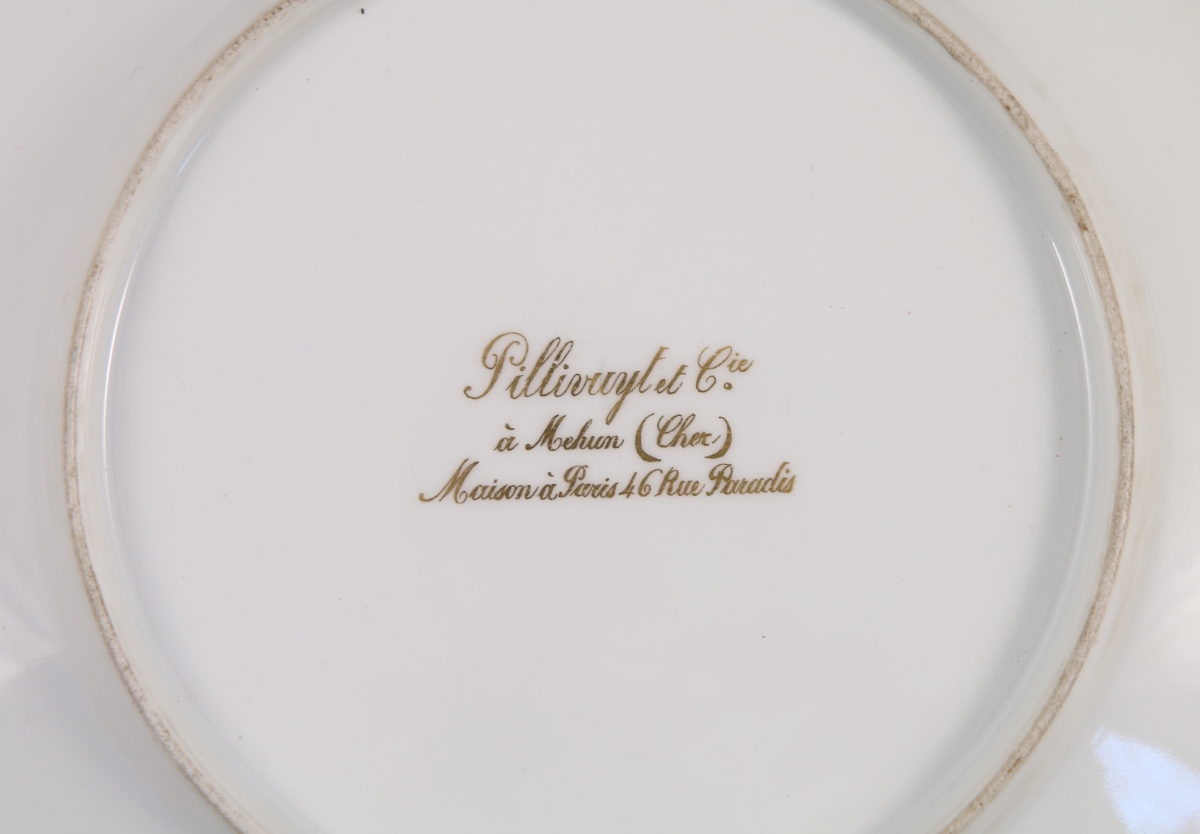 Pillivuyt et Cie.
à Mehun (Cher)
Maison à Paris 46 Rue Paradis